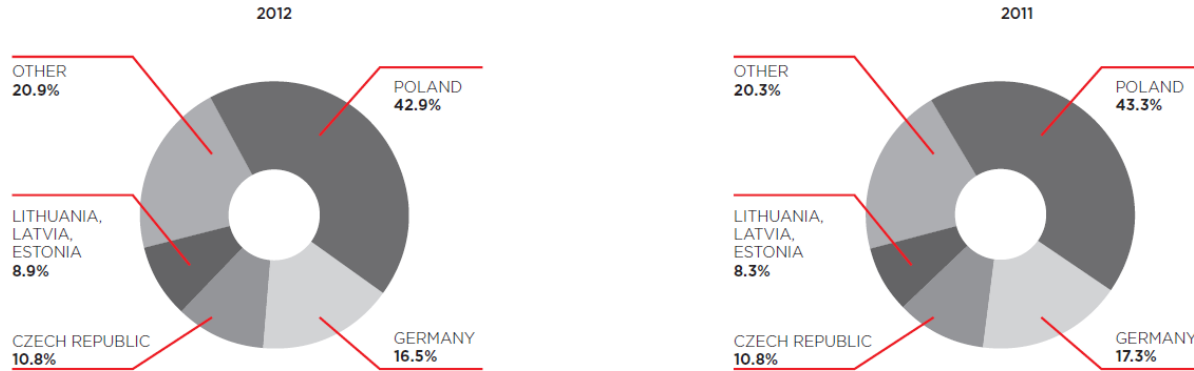 2012
OTHER
20.9%
POLAND
42.9%
LITHUANIA,
LATVIA,
ESTONIA
8.9%
CZECH REPUBLIC
10.8%
GERMANY
16.5%
2011
OTHER
20.3%
POLAND
43.3%
LITHUANIA,
LATVIA,
ESTONIA
8.3%
CZECH REPUBLIC
10.8%
GERMANY
17.3%